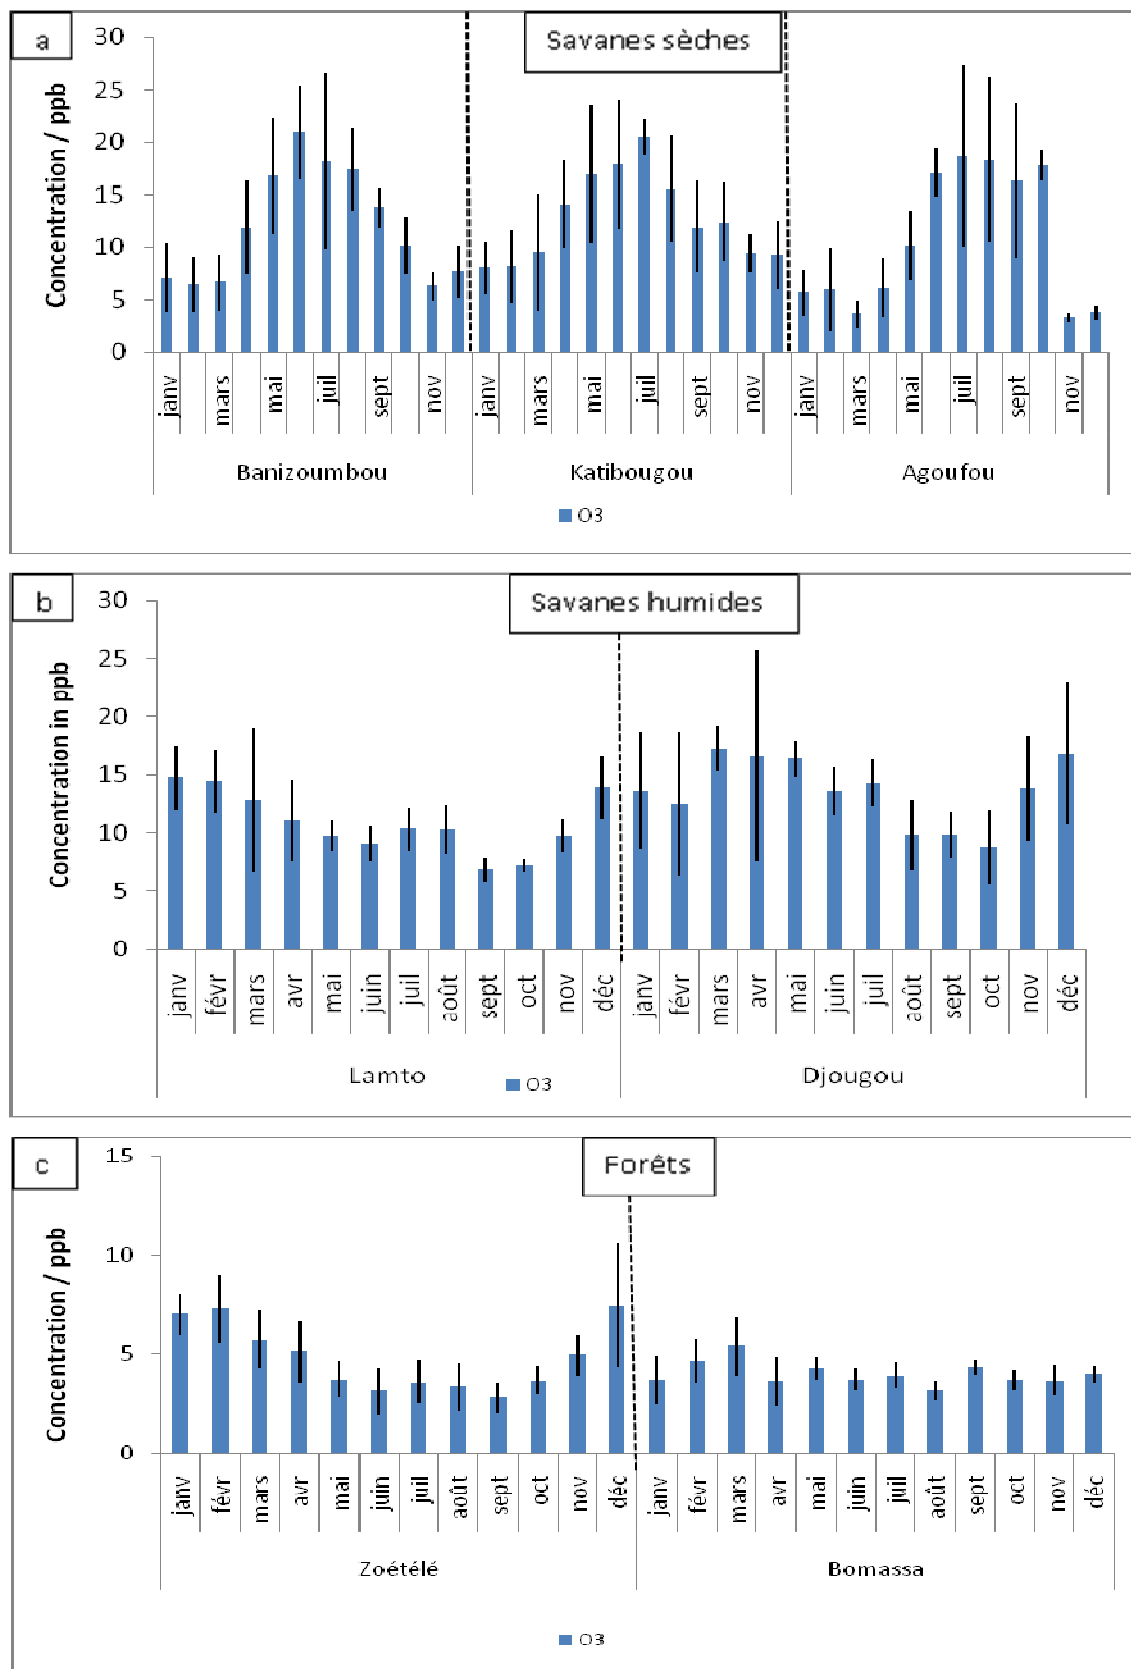 a
Savanes sèches
Concentration / ppb
30
25
20
15
10
5
0
janv mars mai juil sept nov janv mars mai juil sept nov janv mars mai juil sept nov
Banizoumbou Katibougou Agoufou
O3
b
Savanes humides
Concentration in ppb
30
25
20
15
10
5
0
janv févr mars avr mai juin juil août sept oct nov déc janv févr mars avr mai juin juil août sept oct nov déc
Lamto Djougou
O3
c
Forêts
Concentration / ppb
15
10
5
0
janv févr mars avr mai juin juil août sept oct nov déc janv févr mars avr mai juin juil août sept oct nov déc
Zoétélé Bomassa
O3